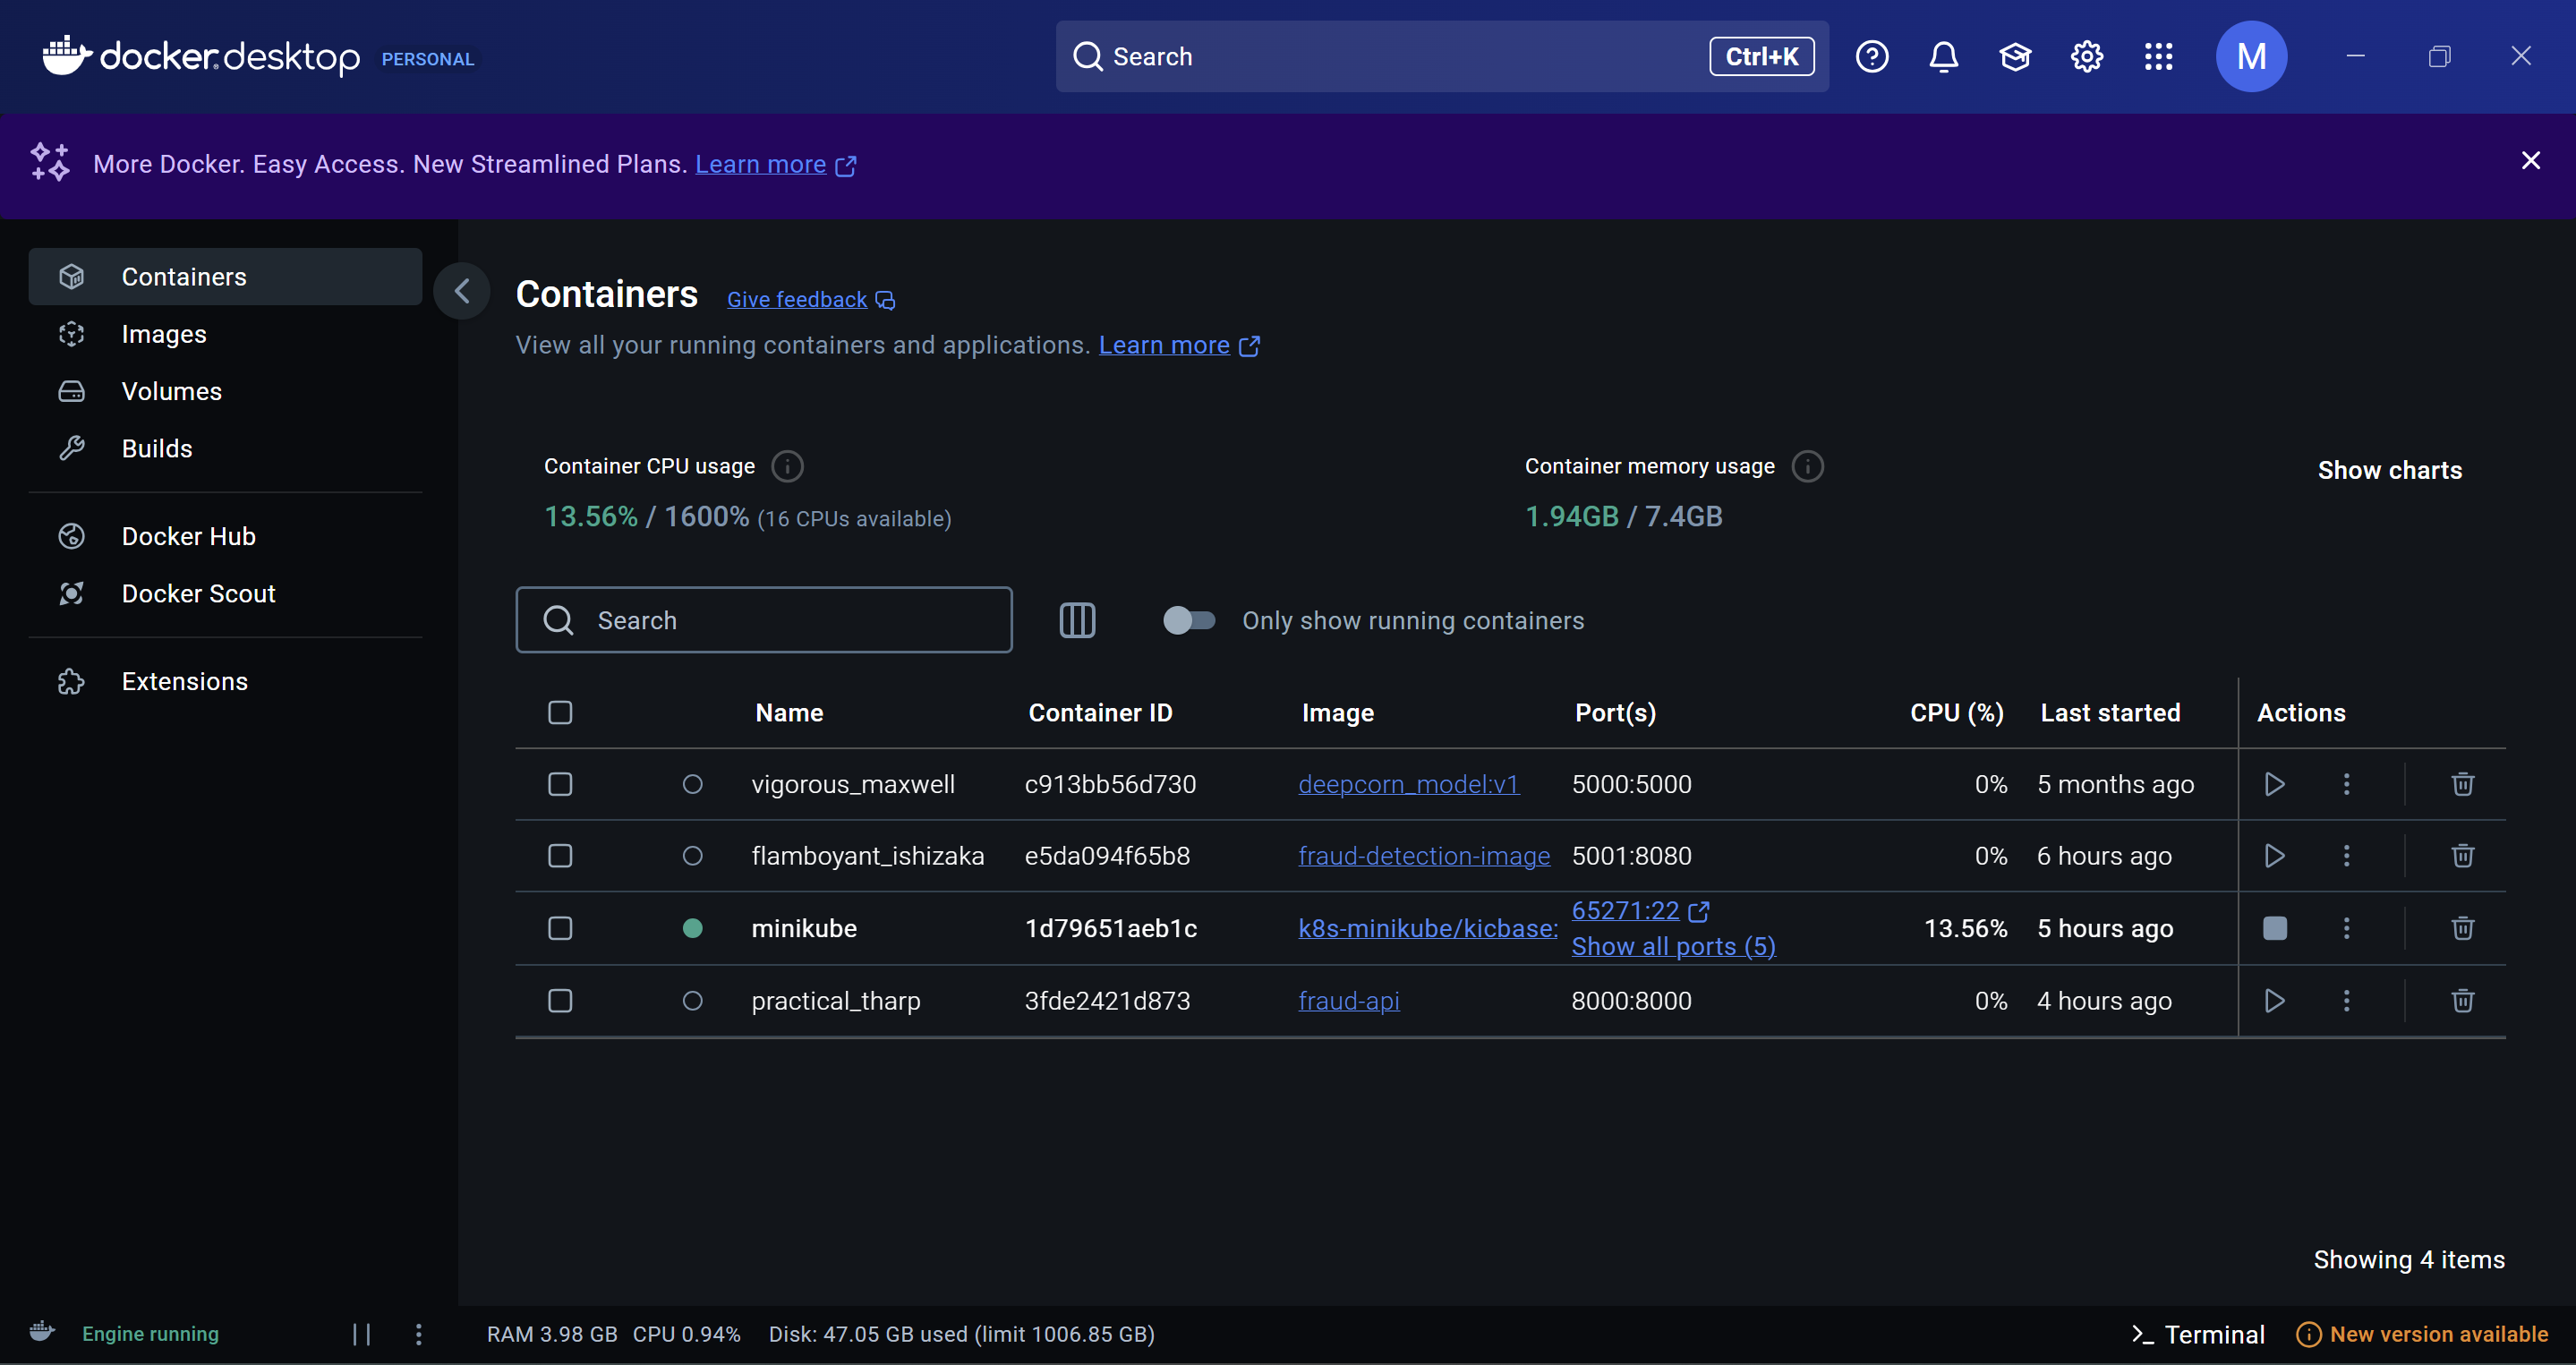 docker desktop PERSONAL
Search Ctrl+K
M
More Docker. Easy Access. New Streamlined Plans. Learn more
Containers
Images
Volumes
Builds
Docker Hub
Docker Scout
Extensions
Containers Give feedback
View all your running containers and applications. Learn more
Container CPU usage
13.56% / 1600% (16 CPUs available)
Container memory usage
1.94GB / 7.4GB
Show charts
Search
Only show running containers
Name Container ID Image Port(s) CPU (%) Last started Actions
vigorous_maxwell c913bb56d730 deepcorn_model:v1 5000:5000 0% 5 months ago
flamboyant_ishizaka e5da094f65b8 fraud-detection-image 5001:8080 0% 6 hours ago
minikube 1d79651aeb1c k8s-minikube/kicbase: 65271:22 13.56% 5 hours ago
Show all ports (5)
practical_tharp 3fde2421d873 fraud-api 8000:8000 0% 4 hours ago
Showing 4 items
Engine running RAM 3.98 GB CPU 0.94% Disk: 47.05 GB used (limit 1006.85 GB) >_ Terminal New version available